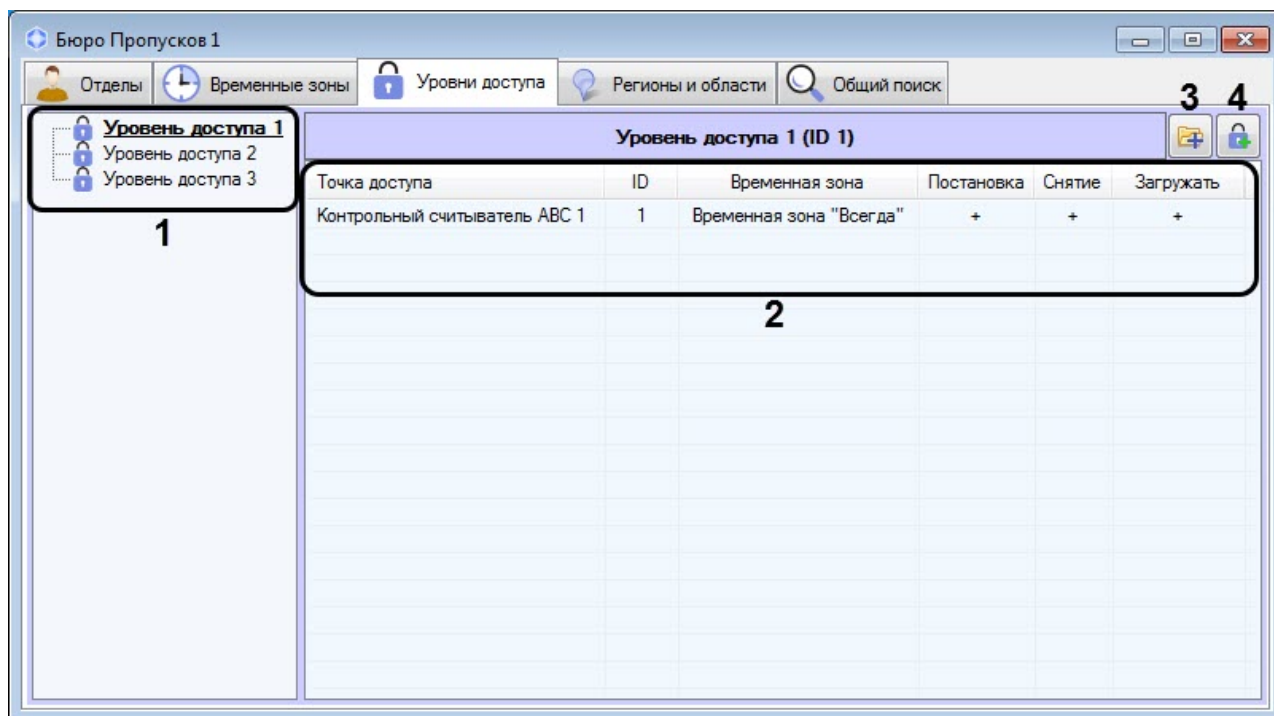 Бюро Пропусков 1
Отделы Временные зоны Уровни доступа Регионы и области Общий поиск
3 4
Уровень доступа 1
Уровень доступа 2
Уровень доступа 3
1
Уровень доступа 1 (ID 1)
Точка доступа ID Временная зона Постановка Снятие Загружать
Контрольный считыватель АВС 1 1 Временная зона "Всегда" + + +
2